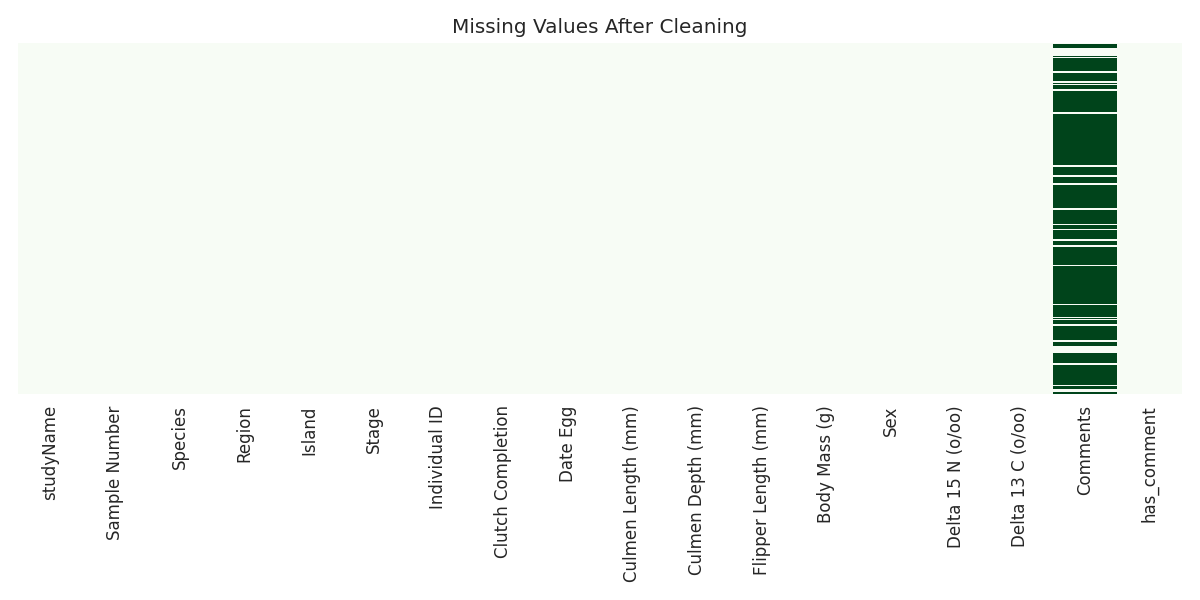 Missing Values After Cleaning
studyName
Sample Number
Species
Region
Island
Stage
Individual ID
Clutch Completion
Date Egg
Culmen Length (mm)
Culmen Depth (mm)
Flipper Length (mm)
Body Mass (g)
Sex
Delta 15 N (o/oo)
Delta 13 C (o/oo)
Comments
has_comment